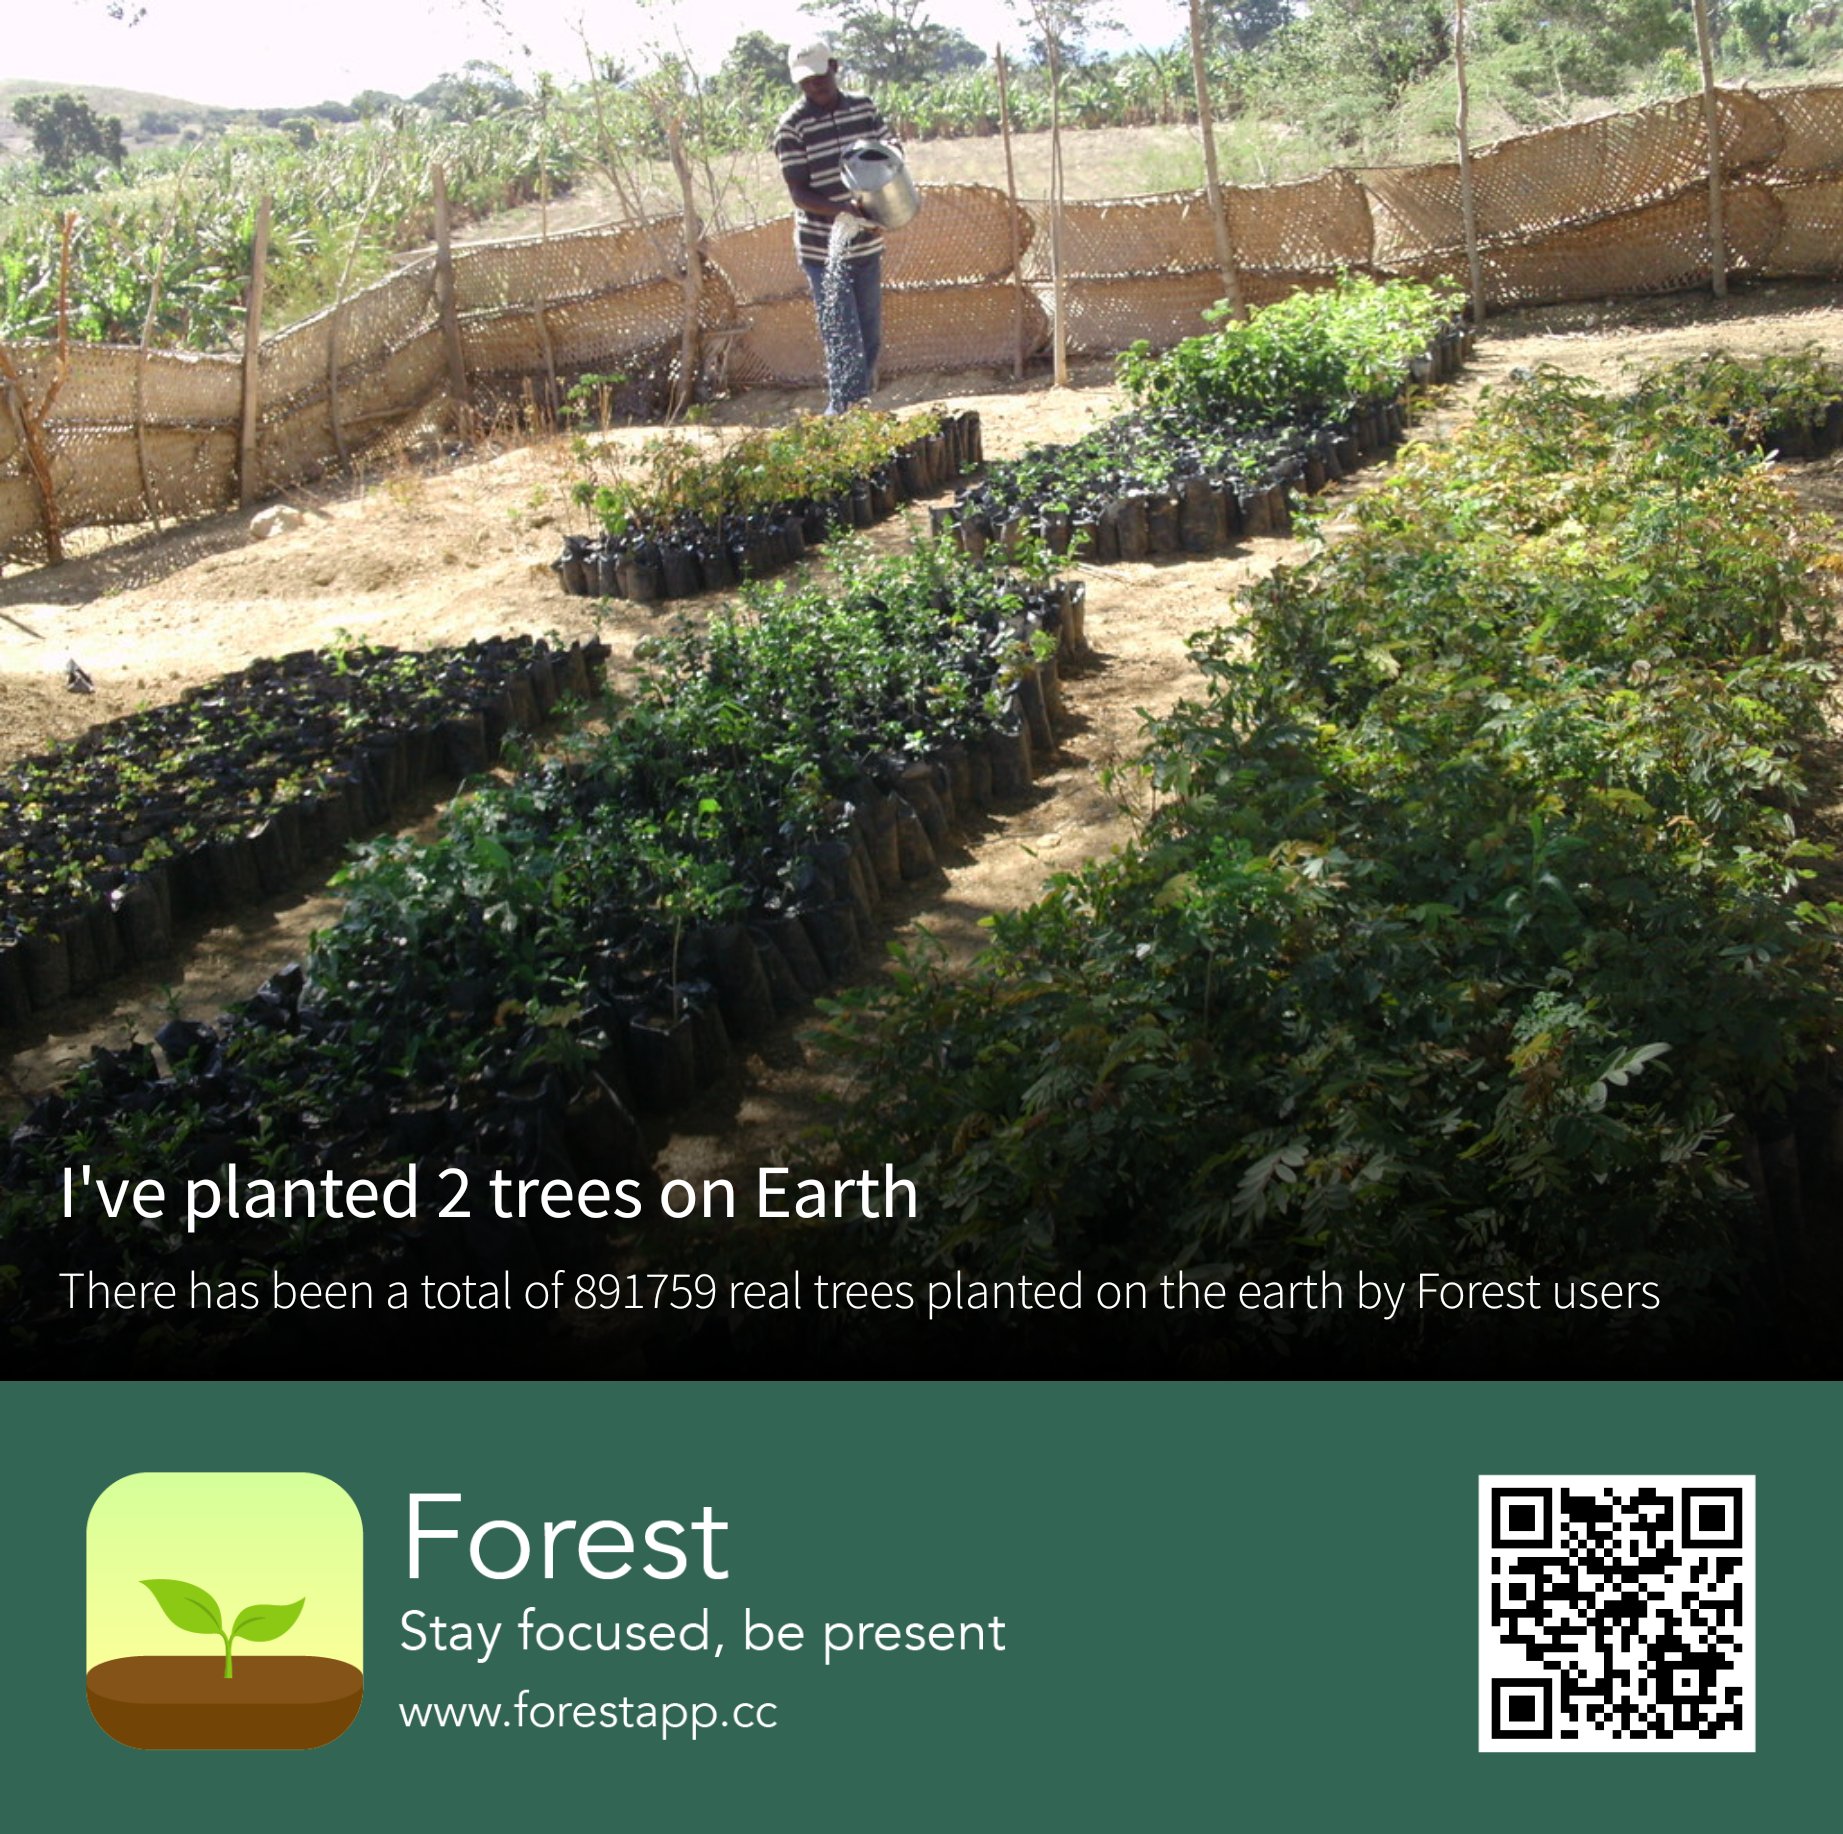 I've planted 2 trees on Earth
There has been a total of 891759 real trees planted on the earth by Forest users
Forest
Stay focused, be present
www.forestapp.cc